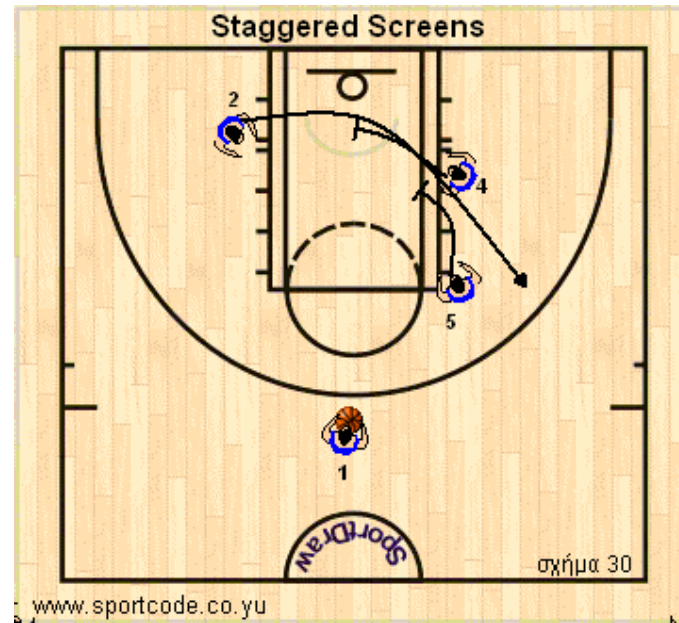 Staggered Screens
2
4
5
1
SportDraw
σχήμα 30
www.sportcode.co.yu